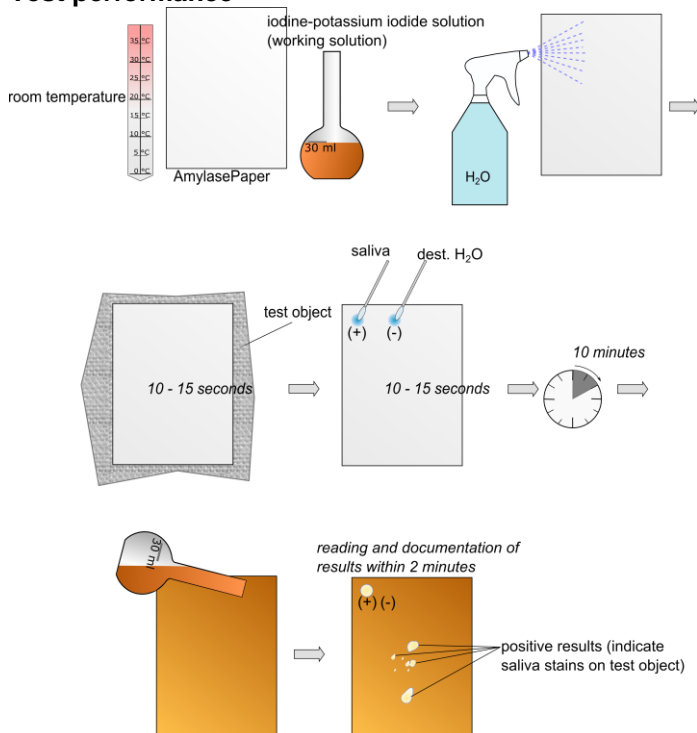 Test performance
iodine-potassium iodide solution
(working solution)
35 °C
30 °C
25 °C
20 °C
15 °C
10 °C
5 °C
0 °C
room temperature
30 ml
AmylasePaper
H₂O
saliva
dest. H₂O
test object
(+)
(-)
10 - 15 seconds
10 - 15 seconds
10 minutes
30 ml
reading and documentation of
results within 2 minutes
(+) (-)
positive results (indicate
saliva stains on test object)